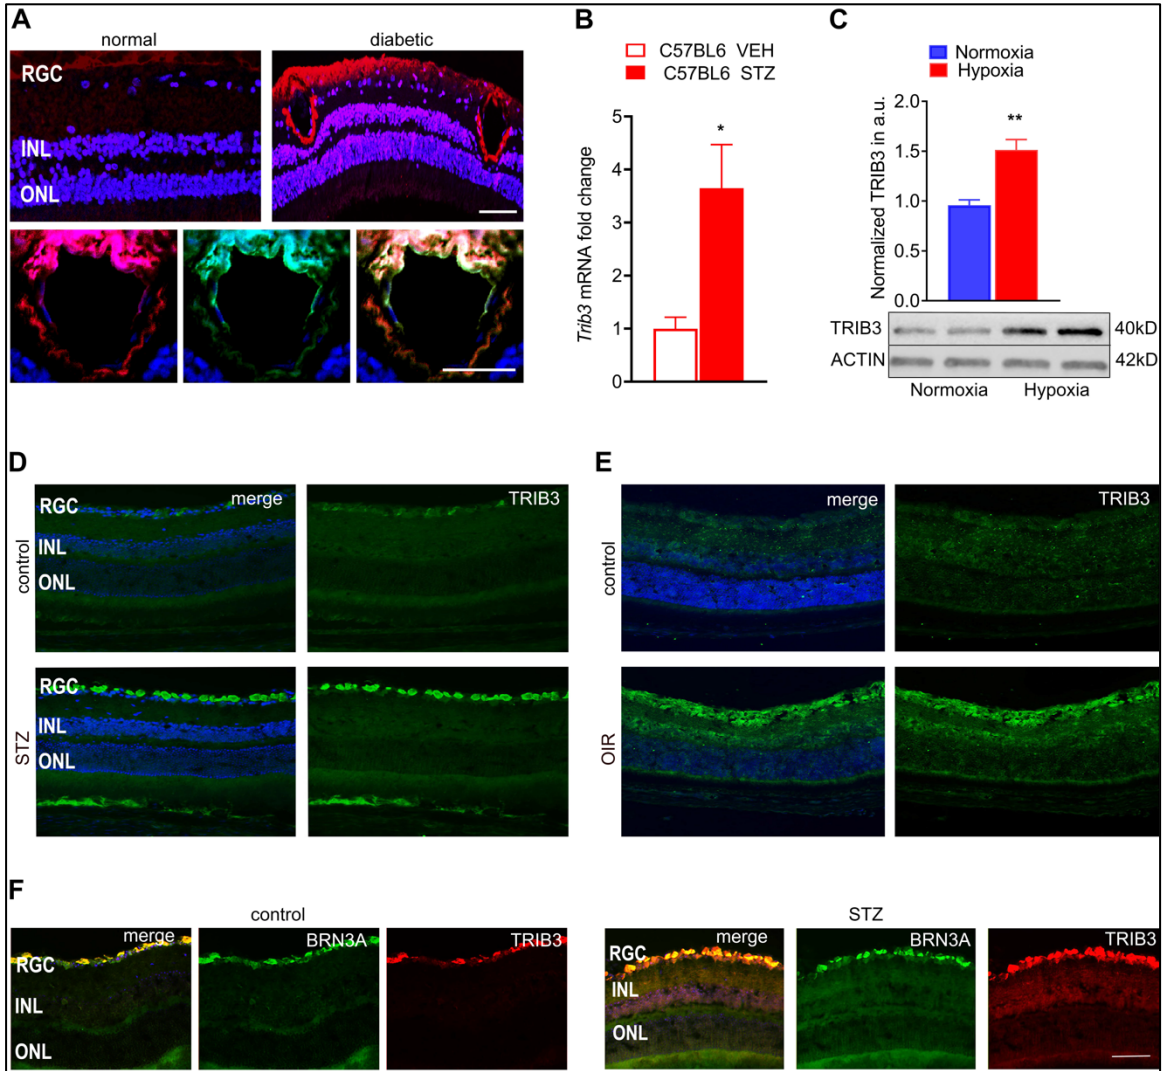 A
normal
diabetic
RGC
INL
ONL
B
C57BL6 VEH
C57BL6 STZ
Trib3 mRNA fold change
5
4
3
2
1
0
*
C
Normoxia
Hypoxia
Normalized TRIB3 in a.u.
2.0
1.5
1.0
0.5
0.0
**
TRIB3
40kD
ACTIN
42kD
Normoxia
Hypoxia
D
control
RGC
INL
ONL
merge
TRIB3
STZ
RGC
INL
ONL
E
control
merge
TRIB3
OIR
F
control
merge
BRN3A
TRIB3
RGC
INL
ONL
STZ
merge
BRN3A
TRIB3
RGC
INL
ONL